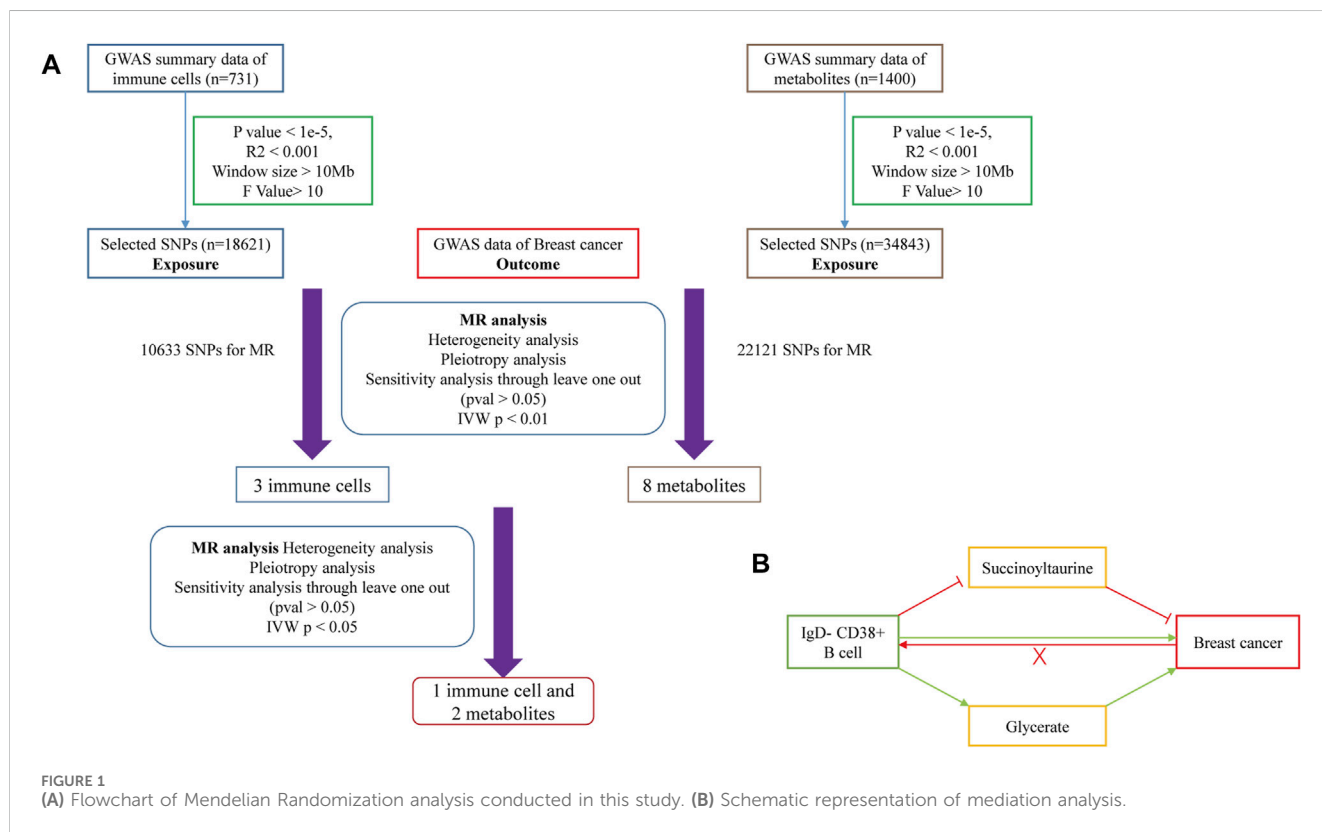 A
GWAS summary data of
immune cells (n=731)
GWAS summary data of
metabolites (n=1400)
P value < 1e-5,
R2 < 0.001
Window size > 10Mb
F Value> 10
P value < 1e-5,
R2 < 0.001
Window size > 10Mb
F Value> 10
Selected SNPs (n=18621)
Exposure
GWAS data of Breast cancer
Outcome
Selected SNPs (n=34843)
Exposure
10633 SNPs for MR
MR analysis
Heterogeneity analysis
Pleiotropy analysis
Sensitivity analysis through leave one out
(pval > 0.05)
IVW p < 0.01
22121 SNPs for MR
3 immune cells
8 metabolites
MR analysis Heterogeneity analysis
Pleiotropy analysis
Sensitivity analysis through leave one out
(pval > 0.05)
IVW p < 0.05
1 immune cell and
2 metabolites
B
Succinoyltaurine
IgD- CD38+
B cell
X
Breast cancer
Glycerate
FIGURE 1
(A) Flowchart of Mendelian Randomization analysis conducted in this study. (B) Schematic representation of mediation analysis.